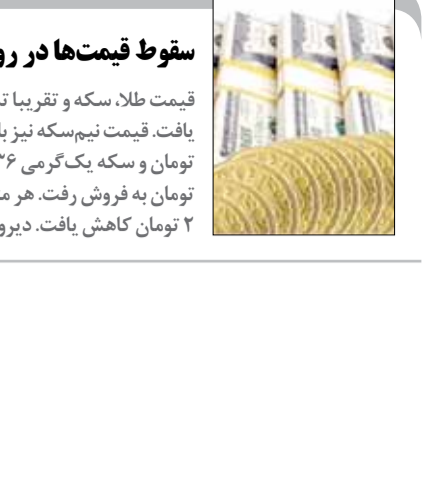 سقوط قیمت‌ها در رو
قیمت طلا، سکه و تقریبا ت
یافت. قیمت نیم‌سکه نیز با
تومان و سکه یک‌گرمی ۳۶
تومان به فروش رفت. هر ما
۲ تومان کاهش یافت. دیرو